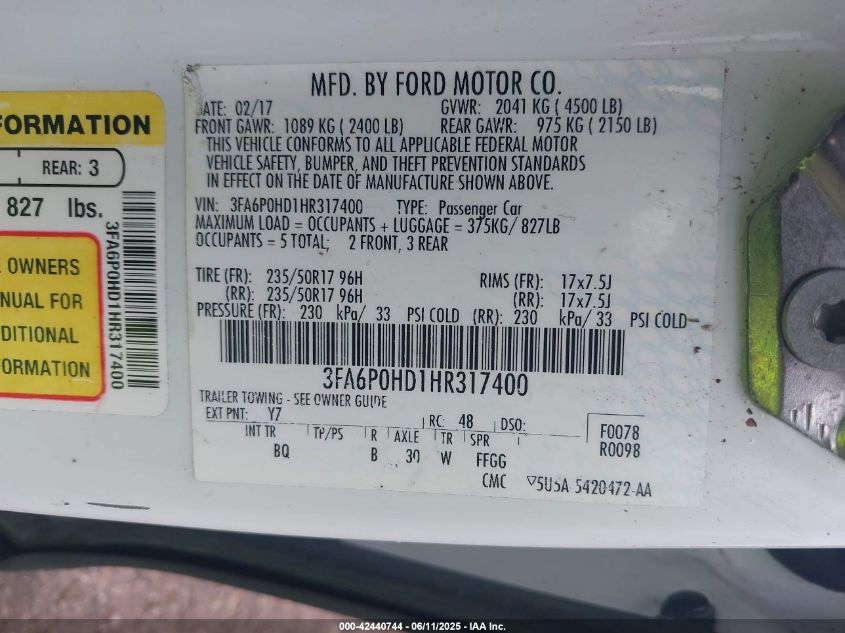 MFD. BY FORD MOTOR CO.
DATE: 02/17 GVWR: 2041 KG ( 4500 LB)
FRONT GAWR: 1089 KG ( 2400 LB) REAR GAWR: 975 KG ( 2150 LB)
THIS VEHICLE CONFORMS TO ALL APPLICABLE FEDERAL MOTOR
VEHICLE SAFETY, BUMPER, AND THEFT PREVENTION STANDARDS
IN EFFECT ON THE DATE OF MANUFACTURE SHOWN ABOVE.
VIN: 3FA6P0HD1HR317400 TYPE: Passenger Car
MAXIMUM LOAD = OCCUPANTS + LUGGAGE = 375KG/ 827LB
OCCUPANTS = 5 TOTAL; 2 FRONT, 3 REAR
TIRE (FR): 235/50R17 96H RIMS (FR): 17x7.5J
(RR): 235/50R17 96H (RR): 17x7.5J
PRESSURE (FR): 230 kPa/ 33 PSI COLD (RR): 230 kPa/ 33 PSI COLD
3FA6P0HD1HR317400
TRAILER TOWING - SEE OWNER GUIDE
EXT PNT: Y7 RC: 48 DSO: F0078
INT TR TP/PS R AXLE TR SPR R0098
BQ B 30 W FFGG
CMC 5U5A 5420472-AA
FORMATION
REAR: 3
827 lbs.
OWNERS
NUAL FOR
DITIONAL
FORMATION
3FA6P0HD1HR317400
000-42440744 - 06/11/2025 - IAA Inc.